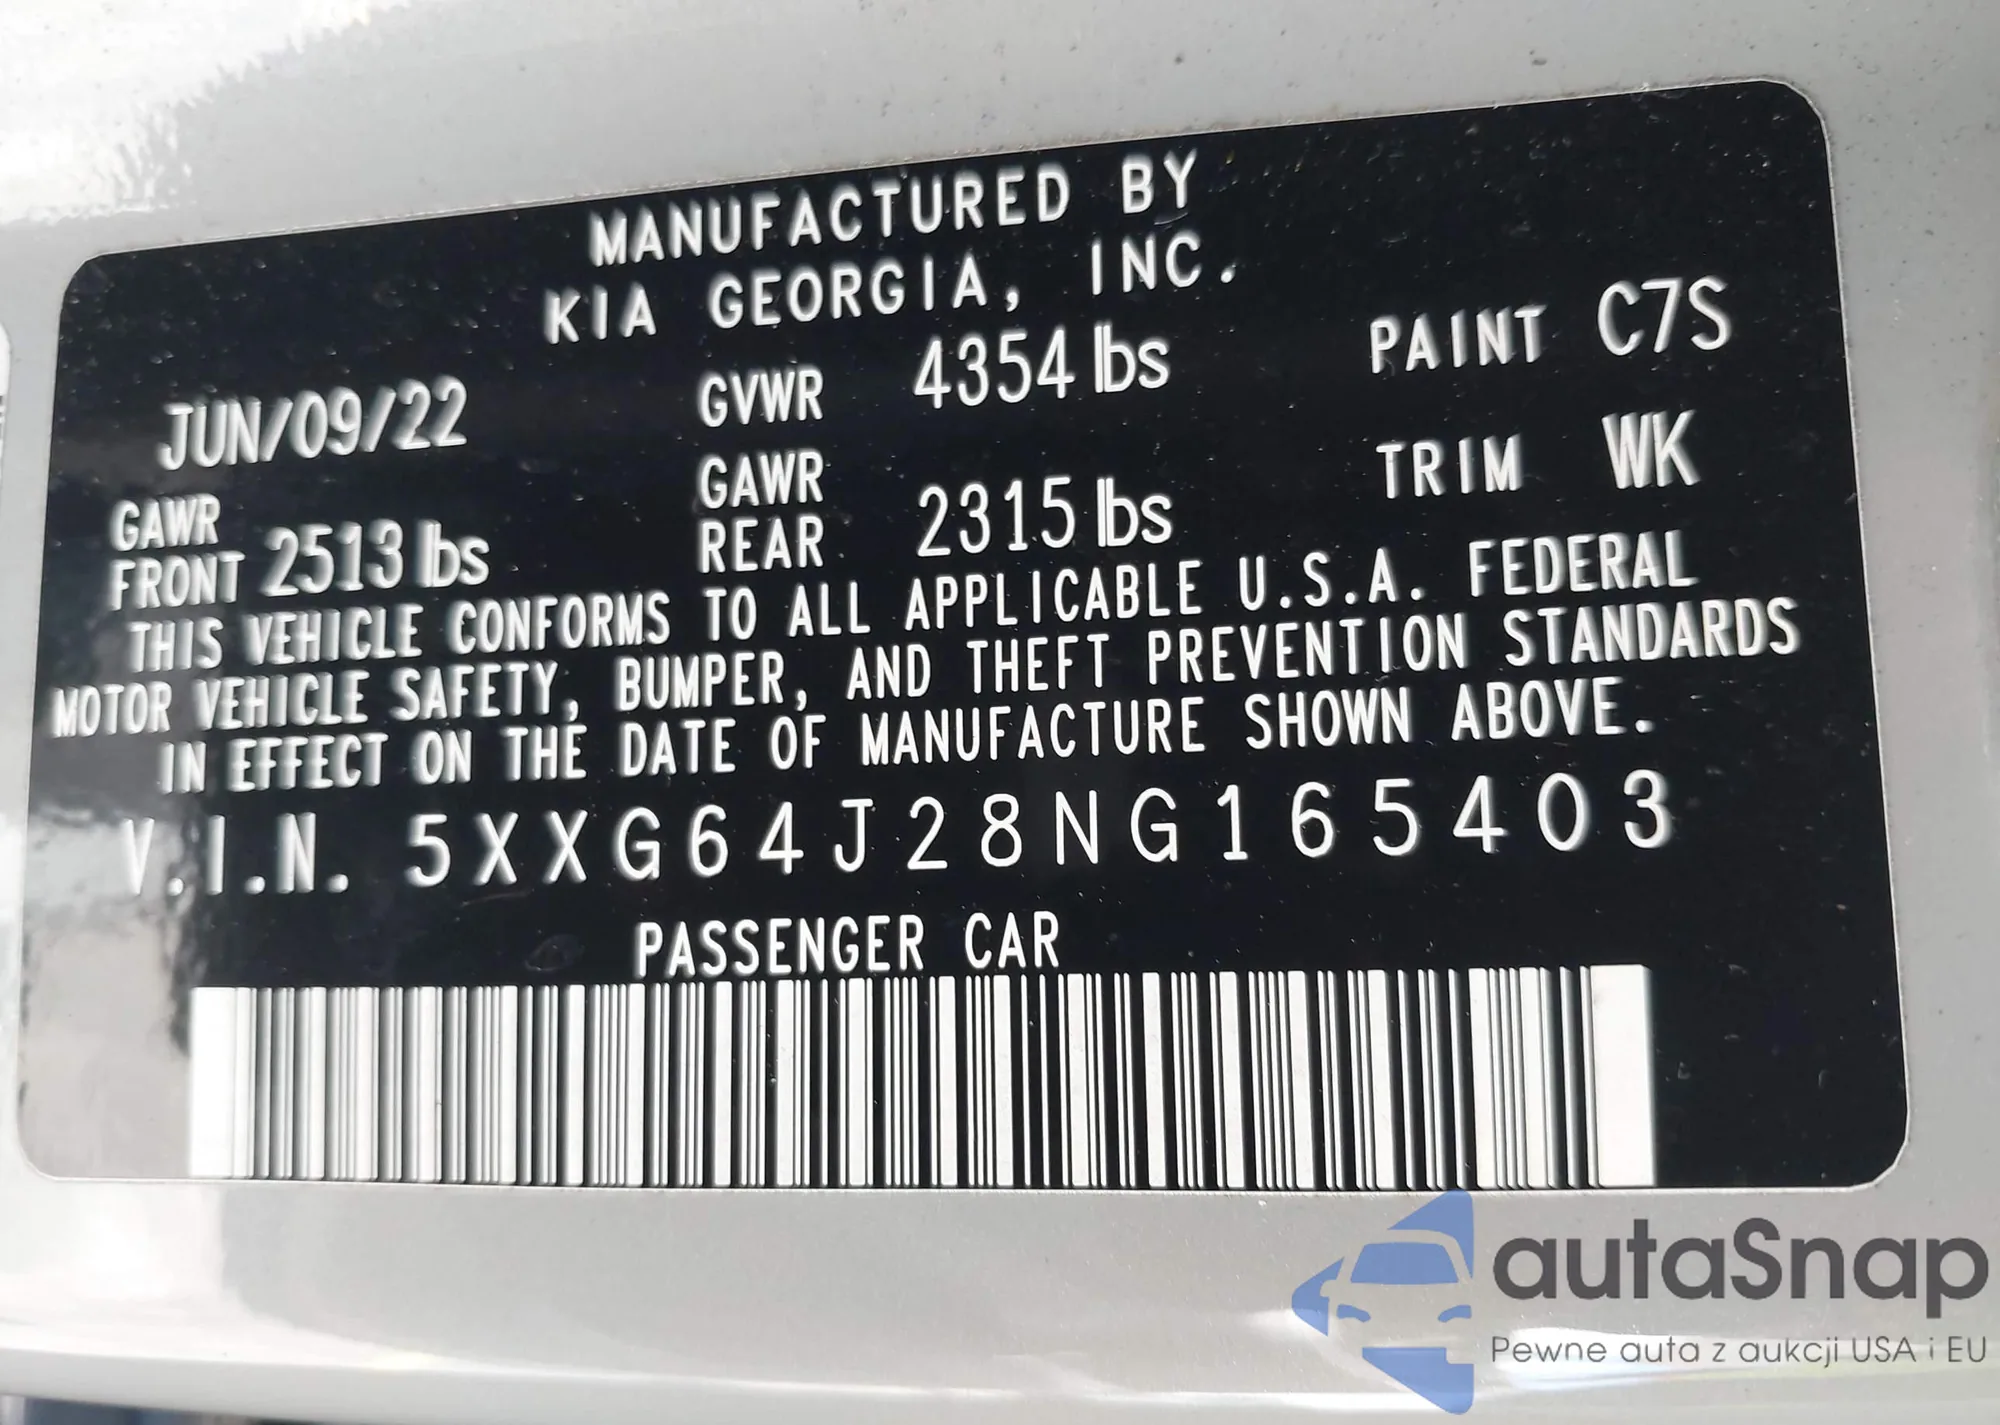 MANUFACTURED BY
KIA GEORGIA, INC.
JUN/09/22 GVWR 4354 lbs PAINT C7S
GAWR FRONT 2513 lbs GAWR REAR 2315 lbs TRIM WK
THIS VEHICLE CONFORMS TO ALL APPLICABLE U.S.A. FEDERAL
MOTOR VEHICLE SAFETY, BUMPER, AND THEFT PREVENTION STANDARDS
IN EFFECT ON THE DATE OF MANUFACTURE SHOWN ABOVE.
V.I.N. 5XXG64J28NG165403
PASSENGER CAR
autaSnap
Pewne auta z aukcji USA i EU